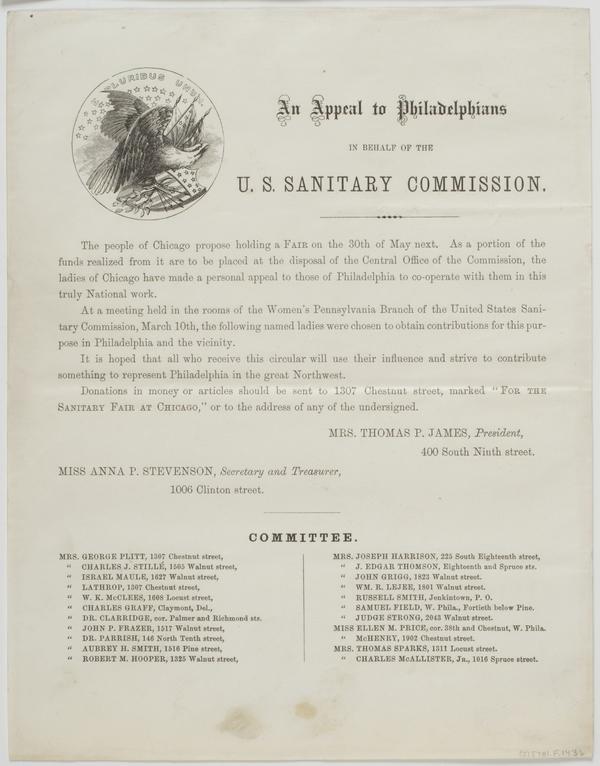 E PLURIBUS UNUM
An Appeal to Philadelphians
IN BEHALF OF THE
U. S. SANITARY COMMISSION.
The people of Chicago propose holding a FAIR on the 30th of May next. As a portion of the
funds realized from it are to be placed at the disposal of the Central Office of the Commission, the
ladies of Chicago have made a personal appeal to those of Philadelphia to co-operate with them in this
truly National work.
At a meeting held in the rooms of the Women's Pennsylvania Branch of the United States Sani-
tary Commission, March 10th, the following named ladies were chosen to obtain contributions for this pur-
pose in Philadelphia and the vicinity.
It is hoped that all who receive this circular will use their influence and strive to contribute
something to represent Philadelphia in the great Northwest.
Donations in money or articles should be sent to 1307 Chestnut street, marked "FOR THE
SANITARY FAIR AT CHICAGO," or to the address of any of the undersigned.
MRS. THOMAS P. JAMES, President,
400 South Ninth street.
MISS ANNA P. STEVENSON, Secretary and Treasurer,
1006 Clinton street.
COMMITTEE.
MRS. GEORGE PLITT, 1307 Chestnut street,
" CHARLES J. STILLÉ, 1505 Walnut street,
" ISRAEL MAULE, 1627 Walnut street,
" LATHROP, 1307 Chestnut street,
" W. K. McCLEES, 1608 Locust street,
" CHARLES GRAFF, Claymont, Del.,
" DR. CLARRIDGE, cor. Palmer and Richmond sts.
" JOHN P. FRAZER, 1517 Walnut street,
" DR. PARRISH, 146 North Tenth street,
" AUBREY H. SMITH, 1516 Pine street,
" ROBERT M. HOOPER, 1325 Walnut street,
MRS. JOSEPH HARRISON, 225 South Eighteenth street,
" J. EDGAR THOMSON, Eighteenth and Spruce sts.
" JOHN GRIGG, 1823 Walnut street.
" WM. R. LEJEE, 1801 Walnut street.
" RUSSELL SMITH, Jenkintown, P. O.
" SAMUEL FIELD, W. Phila., Fortieth below Pine.
" JUDGE STRONG, 2043 Walnut street.
MISS ELLEN M. PRICE, cor. 38th and Chestnut, W. Phila.
" McHENRY, 1902 Chestnut street.
MRS. THOMAS SPARKS, 1311 Locust street.
" CHARLES McALLISTER, JR., 1016 Spruce street.